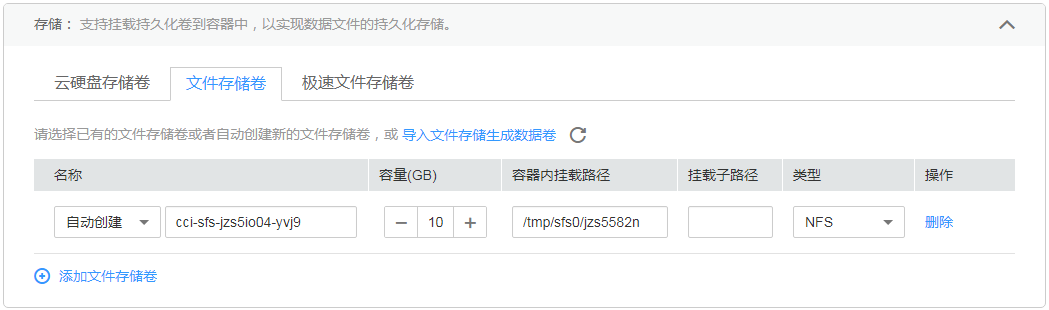 存储： 支持挂载持久化卷到容器中，以实现数据文件的持久化存储。
云硬盘存储卷 文件存储卷 极速文件存储卷
请选择已有的文件存储卷或者自动创建新的文件存储卷，或 导入文件存储生成数据卷
名称 容量(GB) 容器内挂载路径 挂载子路径 类型 操作
自动创建 cci-sfs-jzs5io04-yvj9 10 /tmp/sfs0/jzs5582n NFS 删除
添加文件存储卷